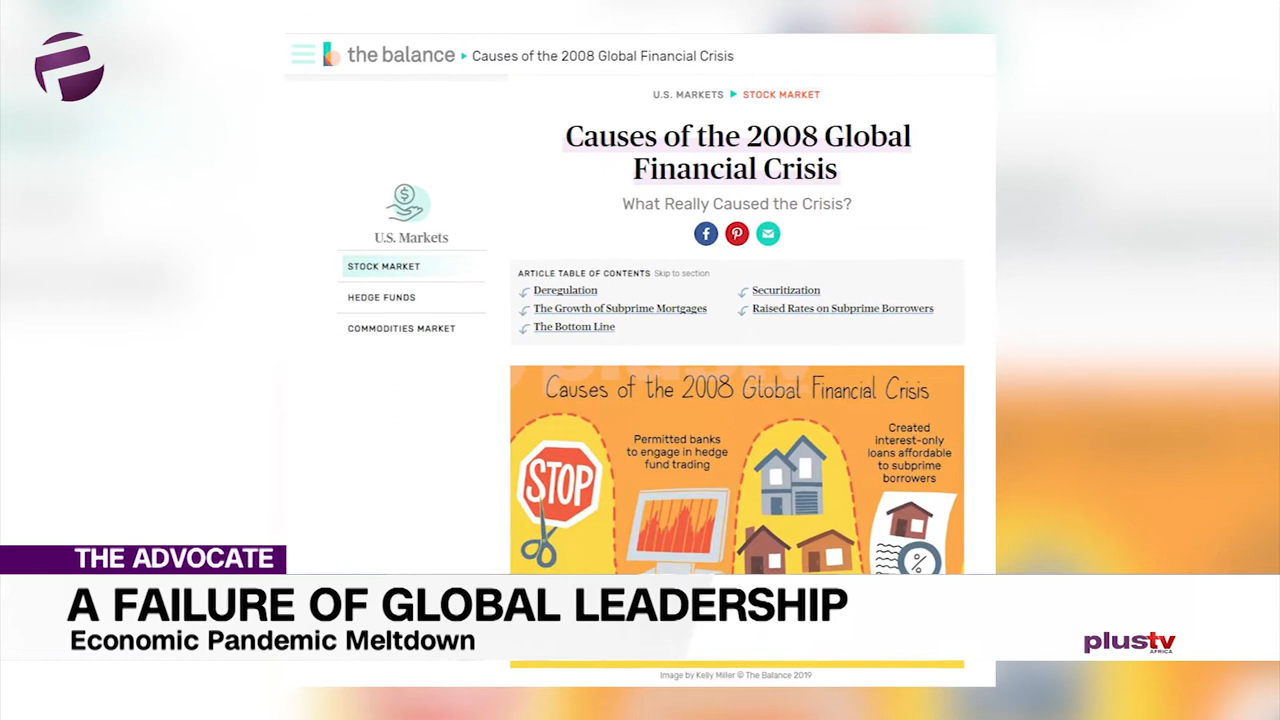 the balance Causes of the 2008 Global Financial Crisis
U.S. MARKETS STOCK MARKET
Causes of the 2008 Global
Financial Crisis
What Really Caused the Crisis?
U.S. Markets
STOCK MARKET
HEDGE FUNDS
COMMODITIES MARKET
ARTICLE TABLE OF CONTENTS Skip to section
Deregulation
The Growth of Subprime Mortgages
The Bottom Line
Securitization
Raised Rates on Subprime Borrowers
Causes of the 2008 Global Financial Crisis
STOP
Permitted banks
to engage in hedge
fund trading
Created
interest-only
loans affordable
to subprime
borrowers
%
THE ADVOCATE
A FAILURE OF GLOBAL LEADERSHIP
Economic Pandemic Meltdown
plustv
AFRICA
Image by Kelly Miller © The Balance 2019